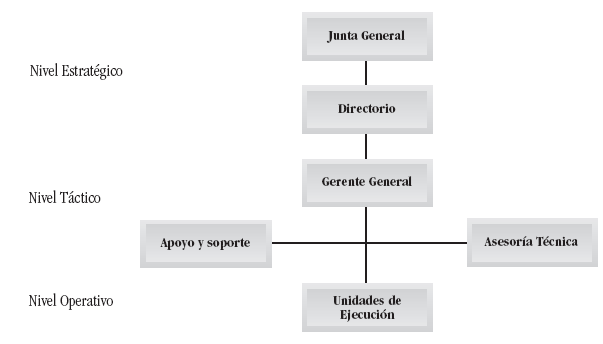 Junta General
Nivel Estratégico
Directorio
Gerente General
Nivel Táctico
Apoyo y soporte
Asesoría Técnica
Nivel Operativo
Unidades de
Ejecución